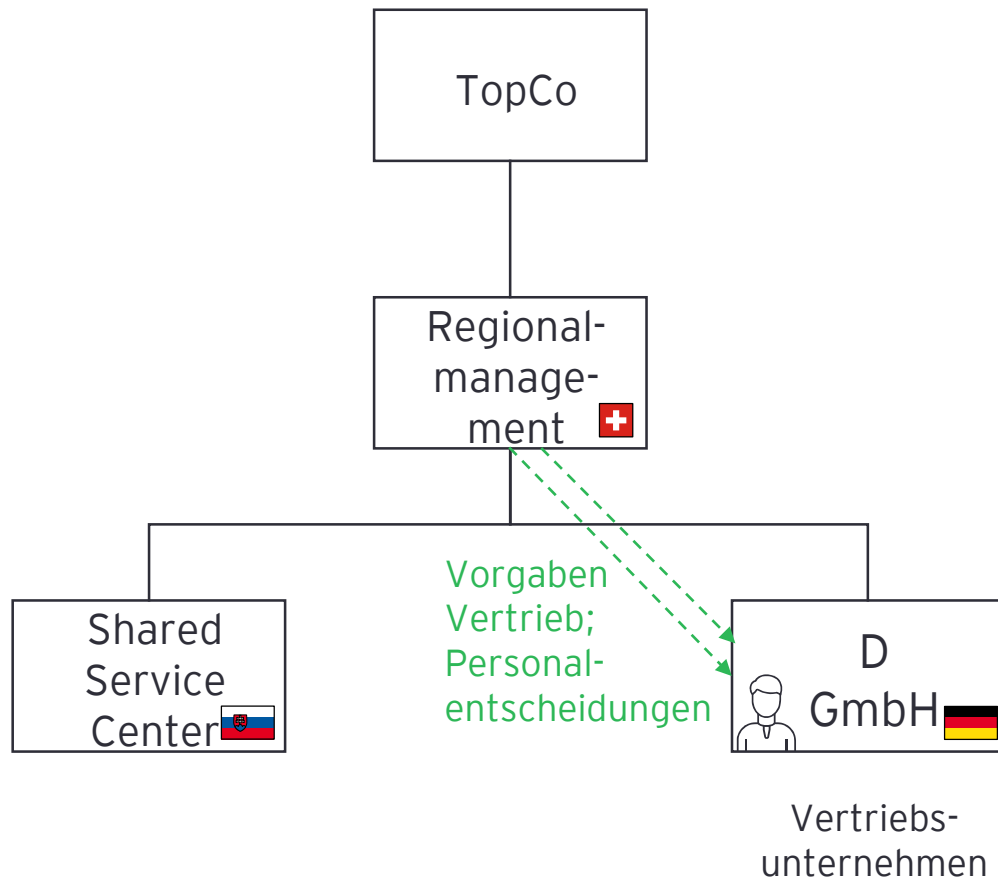 TopCo
Regional-
manage-
ment
Vorgaben
Vertrieb;
Personal-
entscheidungen
Shared
Service
Center
D
GmbH
Vertriebs-
unternehmen